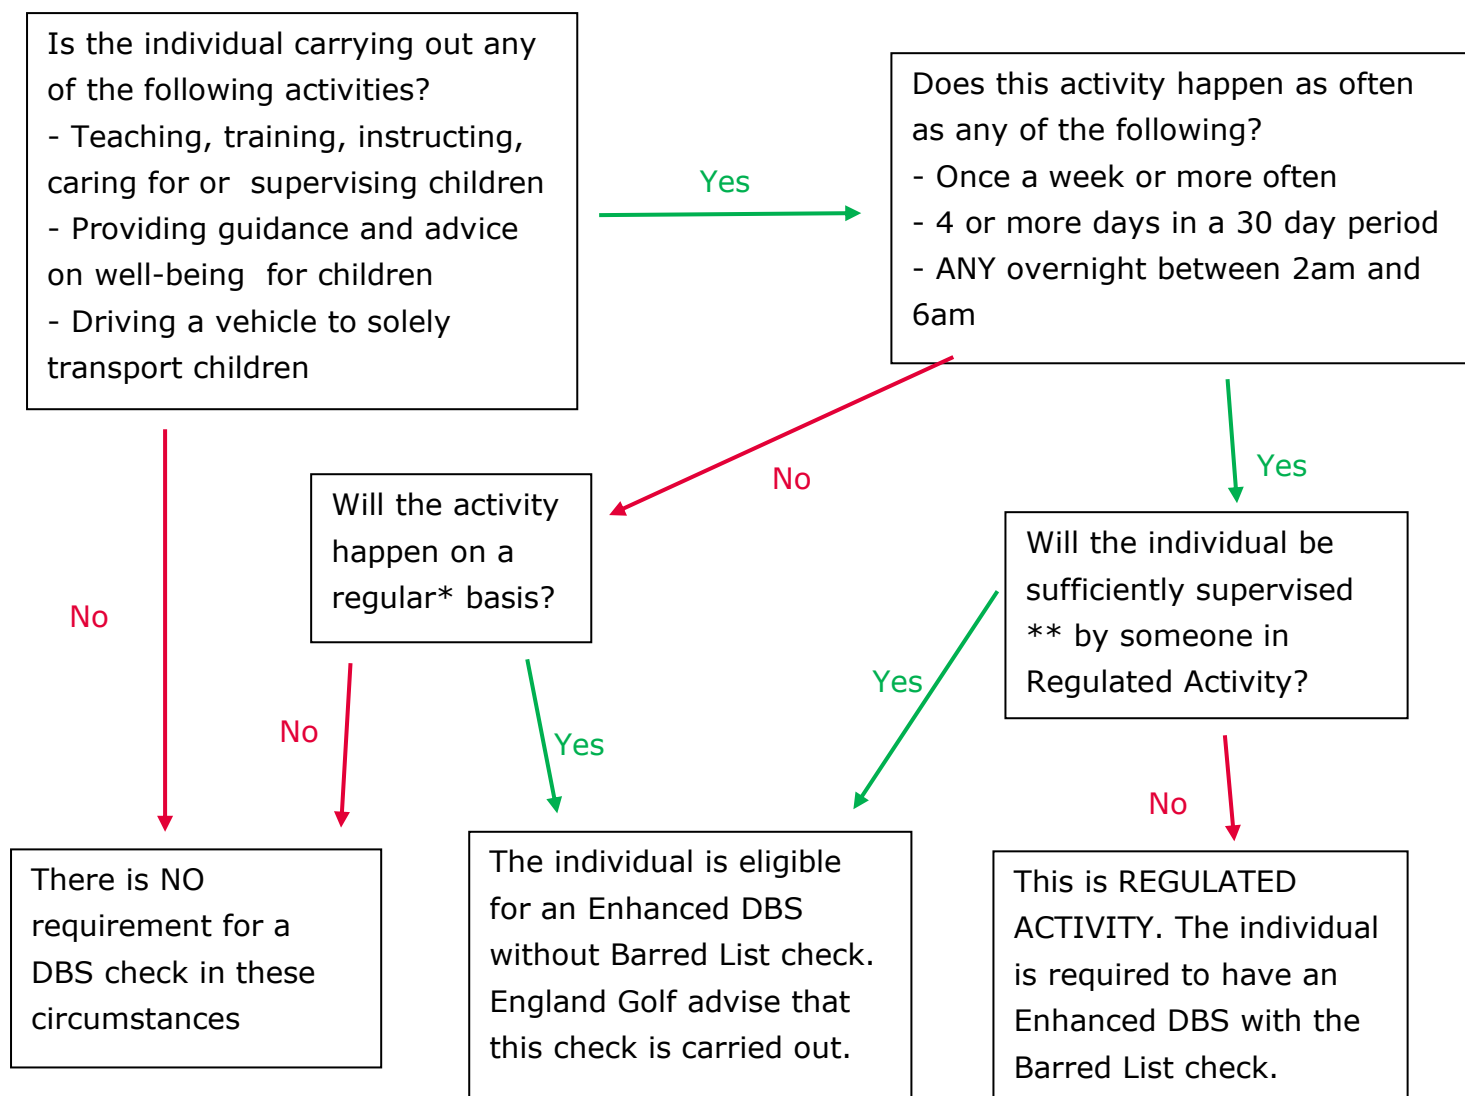 Is the individual carrying out any
of the following activities?
- Teaching, training, instructing,
caring for or  supervising children
- Providing guidance and advice
on well-being  for children
- Driving a vehicle to solely
transport children
Yes
Does this activity happen as often
as any of the following?
- Once a week or more often
- 4 or more days in a 30 day period
- ANY overnight between 2am and
6am
No
No
Yes
Will the activity
happen on a
regular* basis?
Will the individual be
sufficiently supervised
** by someone in
Regulated Activity?
No
Yes
Yes
No
There is NO
requirement for a
DBS check in these
circumstances
The individual is eligible
for an Enhanced DBS
without Barred List check.
England Golf advise that
this check is carried out.
This is REGULATED
ACTIVITY. The individual
is required to have an
Enhanced DBS with the
Barred List check.